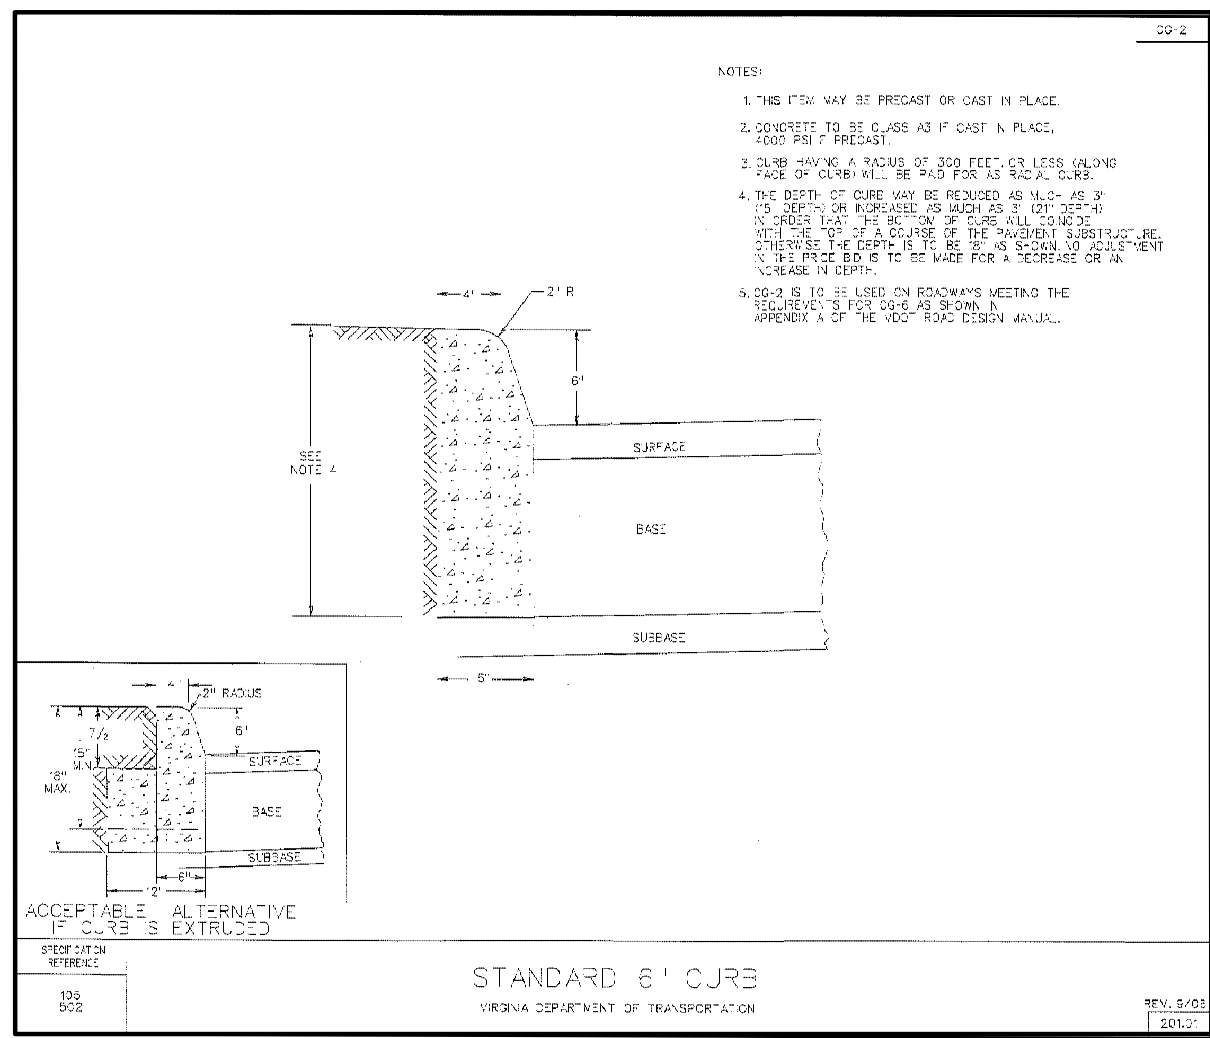 CG-2
NOTES:
1. THIS ITEM MAY BE PRECAST OR CAST IN PLACE.
2. CONCRETE TO BE CLASS A3 IF CAST IN PLACE,
4000 PSI IF PRECAST.
3. CURB HAVING A RADIUS OF 300 FEET OR LESS (ALONG
FACE OF CURB) WILL BE PAID FOR AS RADIAL CURB.
4. THE DEPTH OF CURB MAY BE REDUCED AS MUCH AS 3"
(15" DEPTH) OR INCREASED AS MUCH AS 3" (21" DEPTH)
IN ORDER THAT THE BOTTOM OF CURB WILL COINCIDE
WITH THE TOP OF A COURSE OF THE PAVEMENT SUBSTRUCTURE.
OTHERWISE THE DEPTH IS TO BE 18" AS SHOWN. NO ADJUSTMENT
IN THE PRICE BID IS TO BE MADE FOR A DECREASE OR AN
INCREASE IN DEPTH.
5. CG-2 IS TO BE USED ON ROADWAYS MEETING THE
REQUIREMENTS FOR CG-6 AS SHOWN IN
APPENDIX A OF THE VDOT ROAD DESIGN MANUAL.
4"
2" R
6"
SEE
NOTE 4
SURFACE
BASE
SUBBASE
2" RADIUS
6"
7 1/2
15"
MIN.
18"
MAX.
SURFACE
BASE
SUBBASE
6"
12"
ACCEPTABLE ALTERNATIVE
IF CURB IS EXTRUDED
SPECIFICATION
REFERENCE
105
502
STANDARD 6" CURB
VIRGINIA DEPARTMENT OF TRANSPORTATION
REV. 9/08
201.01